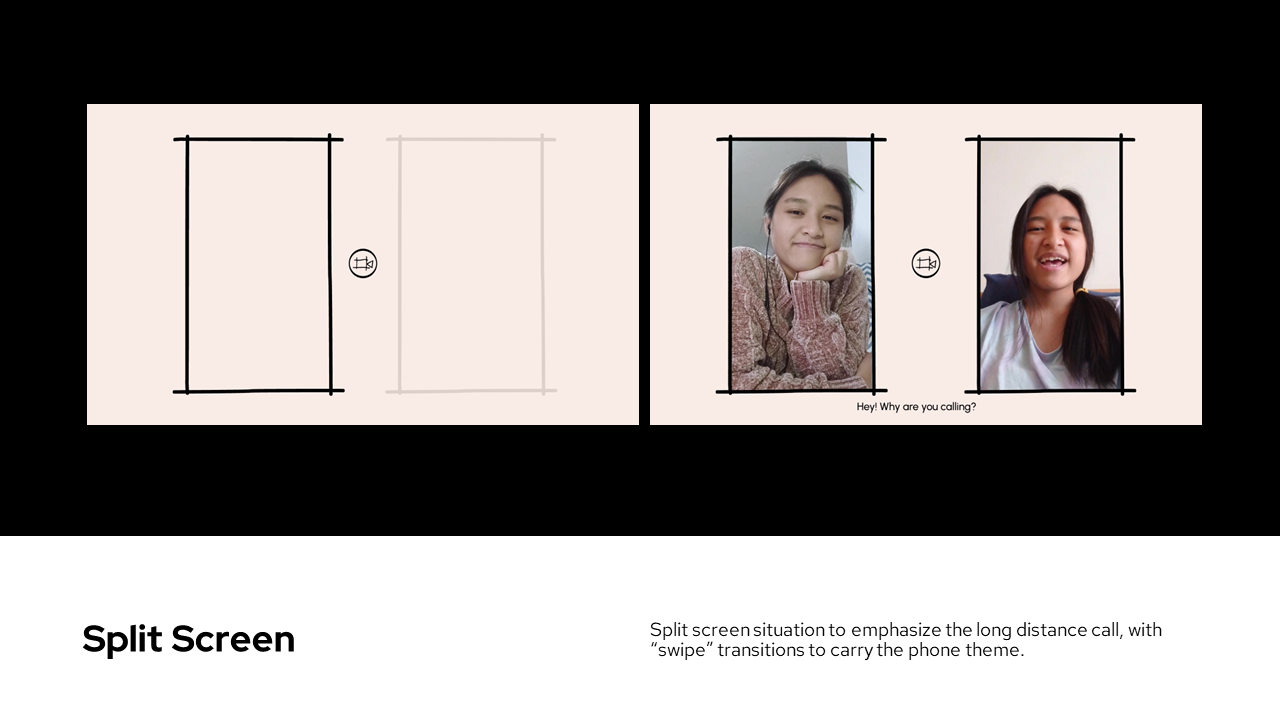 Hey! Why are you calling?
Split Screen
Split screen situation to emphasize the long distance call, with
“swipe” transitions to carry the phone theme.